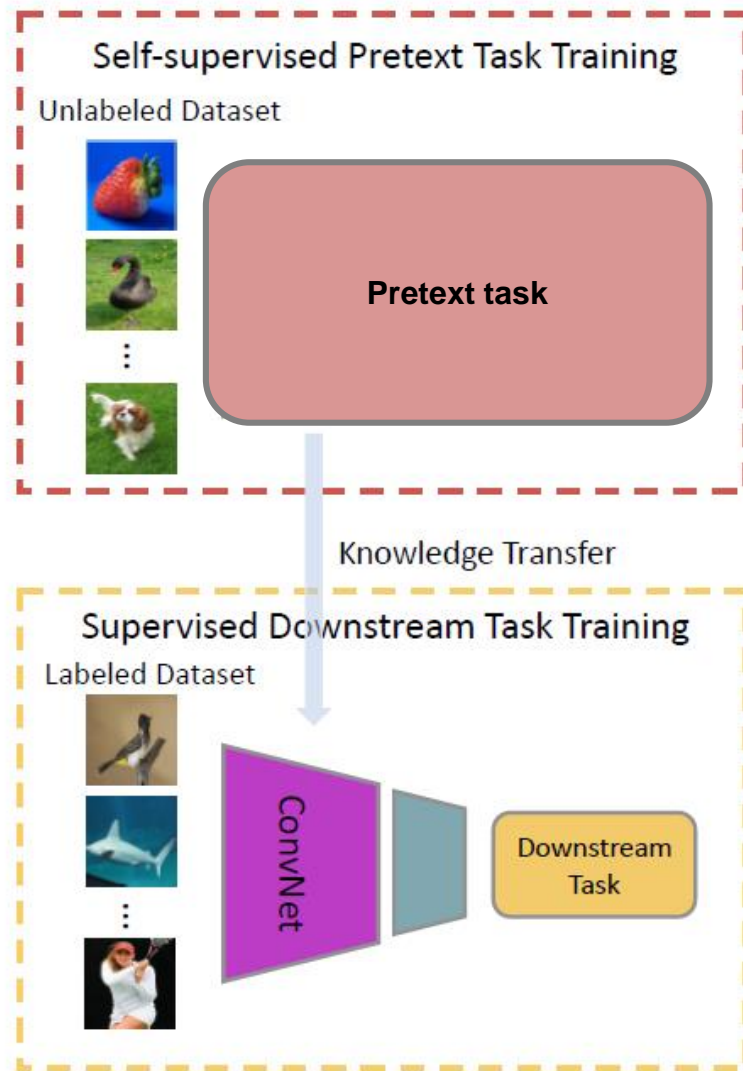 Self-supervised Pretext Task Training
Unlabeled Dataset
Pretext task
Knowledge Transfer
Supervised Downstream Task Training
Labeled Dataset
ConvNet
Downstream
Task